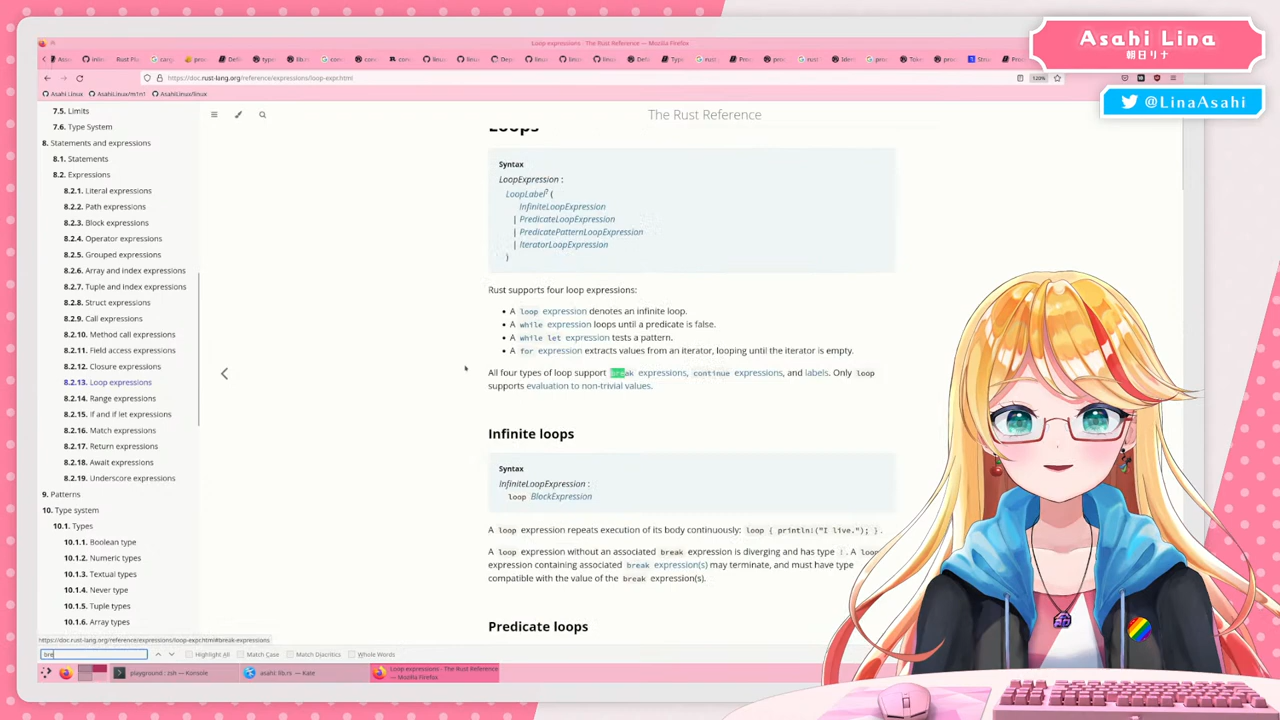 Asahi Lina
朝日リナ
@LinaAsahi
Loop expressions - The Rust Reference — Mozilla Firefox
https://doc.rust-lang.org/reference/expressions/loop-expr.html
120%
Asahi Linux
AsahiLinux/m1n1
AsahiLinux/linux
7.5. Limits
7.6. Type System
8. Statements and expressions
8.1. Statements
8.2. Expressions
8.2.1. Literal expressions
8.2.2. Path expressions
8.2.3. Block expressions
8.2.4. Operator expressions
8.2.5. Grouped expressions
8.2.6. Array and index expressions
8.2.7. Tuple and index expressions
8.2.8. Struct expressions
8.2.9. Call expressions
8.2.10. Method call expressions
8.2.11. Field access expressions
8.2.12. Closure expressions
8.2.13. Loop expressions
8.2.14. Range expressions
8.2.15. If and if let expressions
8.2.16. Match expressions
8.2.17. Return expressions
8.2.18. Await expressions
8.2.19. Underscore expressions
9. Patterns
10. Type system
10.1. Types
10.1.1. Boolean type
10.1.2. Numeric types
10.1.3. Textual types
10.1.4. Never type
10.1.5. Tuple types
10.1.6. Array types
The Rust Reference
Loops
Syntax
LoopExpression :
LoopLabel? (
InfiniteLoopExpression
| PredicateLoopExpression
| PredicatePatternLoopExpression
| IteratorLoopExpression
)
Rust supports four loop expressions:
• A loop expression denotes an infinite loop.
• A while expression loops until a predicate is false.
• A while let expression tests a pattern.
• A for expression extracts values from an iterator, looping until the iterator is empty.
All four types of loop support break expressions, continue expressions, and labels. Only loop
supports evaluation to non-trivial values.
Infinite loops
Syntax
InfiniteLoopExpression :
loop BlockExpression
A loop expression repeats execution of its body continuously: loop { println!("I live."); } .
A loop expression without an associated break expression is diverging and has type ! . A loop
expression containing associated break expression(s) may terminate, and must have type
compatible with the value of the break expression(s).
Predicate loops
https://doc.rust-lang.org/reference/expressions/loop-expr.html#break-expressions
bre
Highlight All
Match Case
Match Diacritics
Whole Words
playground : zsh — Konsole
asahi: lib.rs — Kate
Loop expressions - The Rust Reference
— Mozilla Firefox